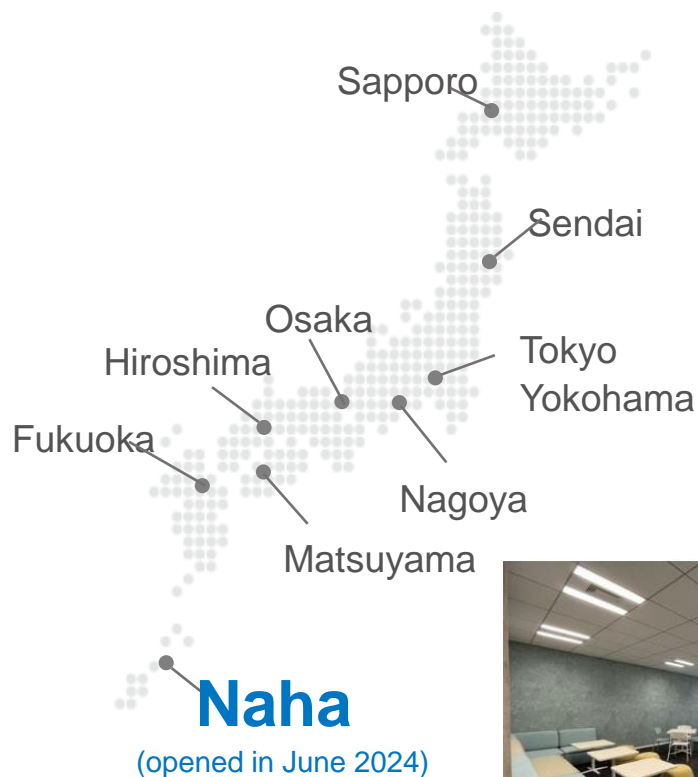 Sapporo
Sendai
Osaka
Hiroshima
Tokyo
Yokohama
Fukuoka
Nagoya
Matsuyama
Naha
(opened in June 2024)